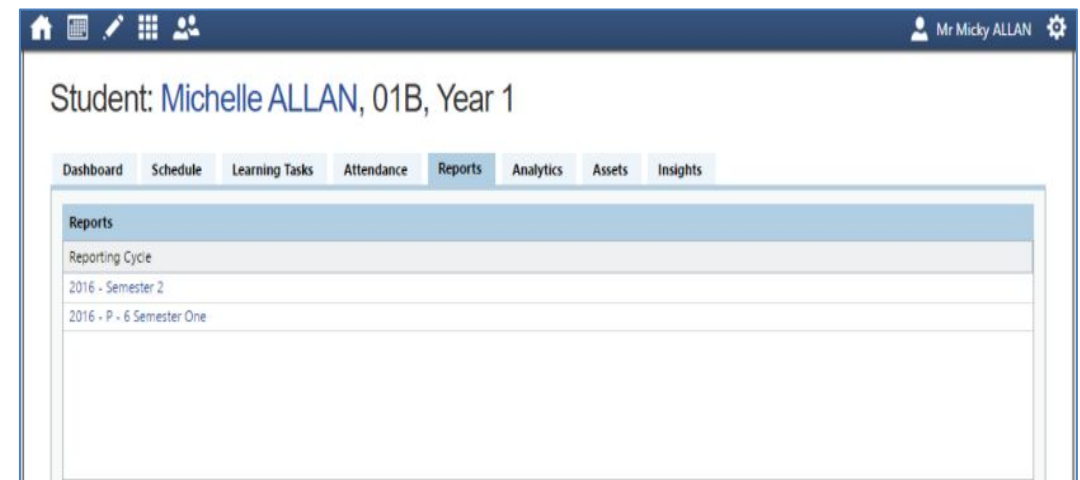 Mr Micky ALLAN
Student: Michelle ALLAN, 01B, Year 1
Dashboard Schedule Learning Tasks Attendance Reports Analytics Assets Insights
Reports
Reporting Cycle
2016 - Semester 2
2016 - P - 6 Semester One